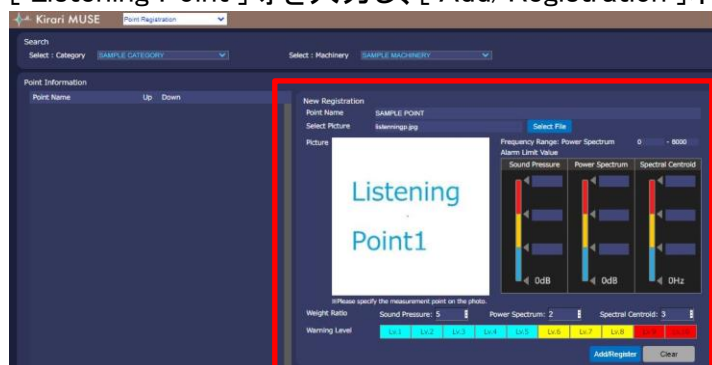 [ Listening Point ] 等を入力し、[ Add/ Registration ] 
Kirari MUSE Point Registration
Search
Select : Category SAMPLE CATEGORY Select : Machinery SAMPLE MACHINERY
Point Information
Point Name Up Down
New Registration
Point Name SAMPLE POINT
Select Picture listenningp.jpg Select File
Picture
Frequency Range: Power Spectrum 0 - 8000
Alarm Limit Value
Sound Pressure Power Spectrum Spectral Centroid
Listening
Point1
0dB 0dB 0Hz
※Please specify the measurement point on the photo.
Weight Ratio Sound Pressure: 5 Power Spectrum: 2 Spectral Centroid: 3
Warning Level Lv.1 Lv.2 Lv.3 Lv.4 Lv.5 Lv.6 Lv.7 Lv.8 Lv.9 Lv.10
Add/Register Clear